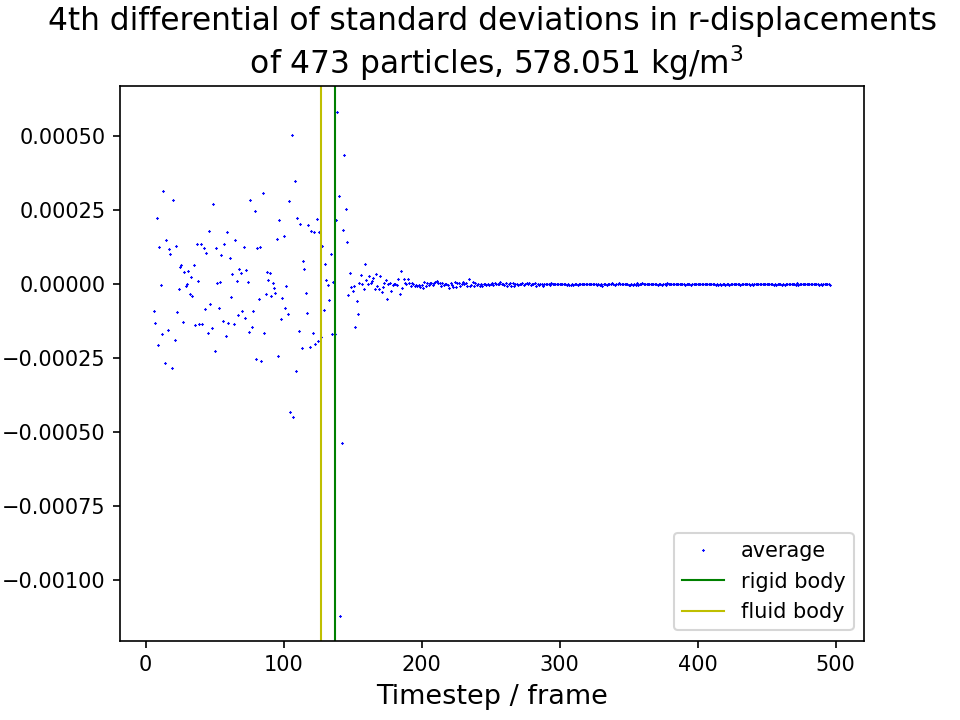 4th differential of standard deviations in r-displacements
of 473 particles, 578.051 kg/m³
0.00050
0.00025
0.00000
−0.00025
−0.00050
−0.00075
−0.00100
average
rigid body
fluid body
0 100 200 300 400 500
Timestep / frame